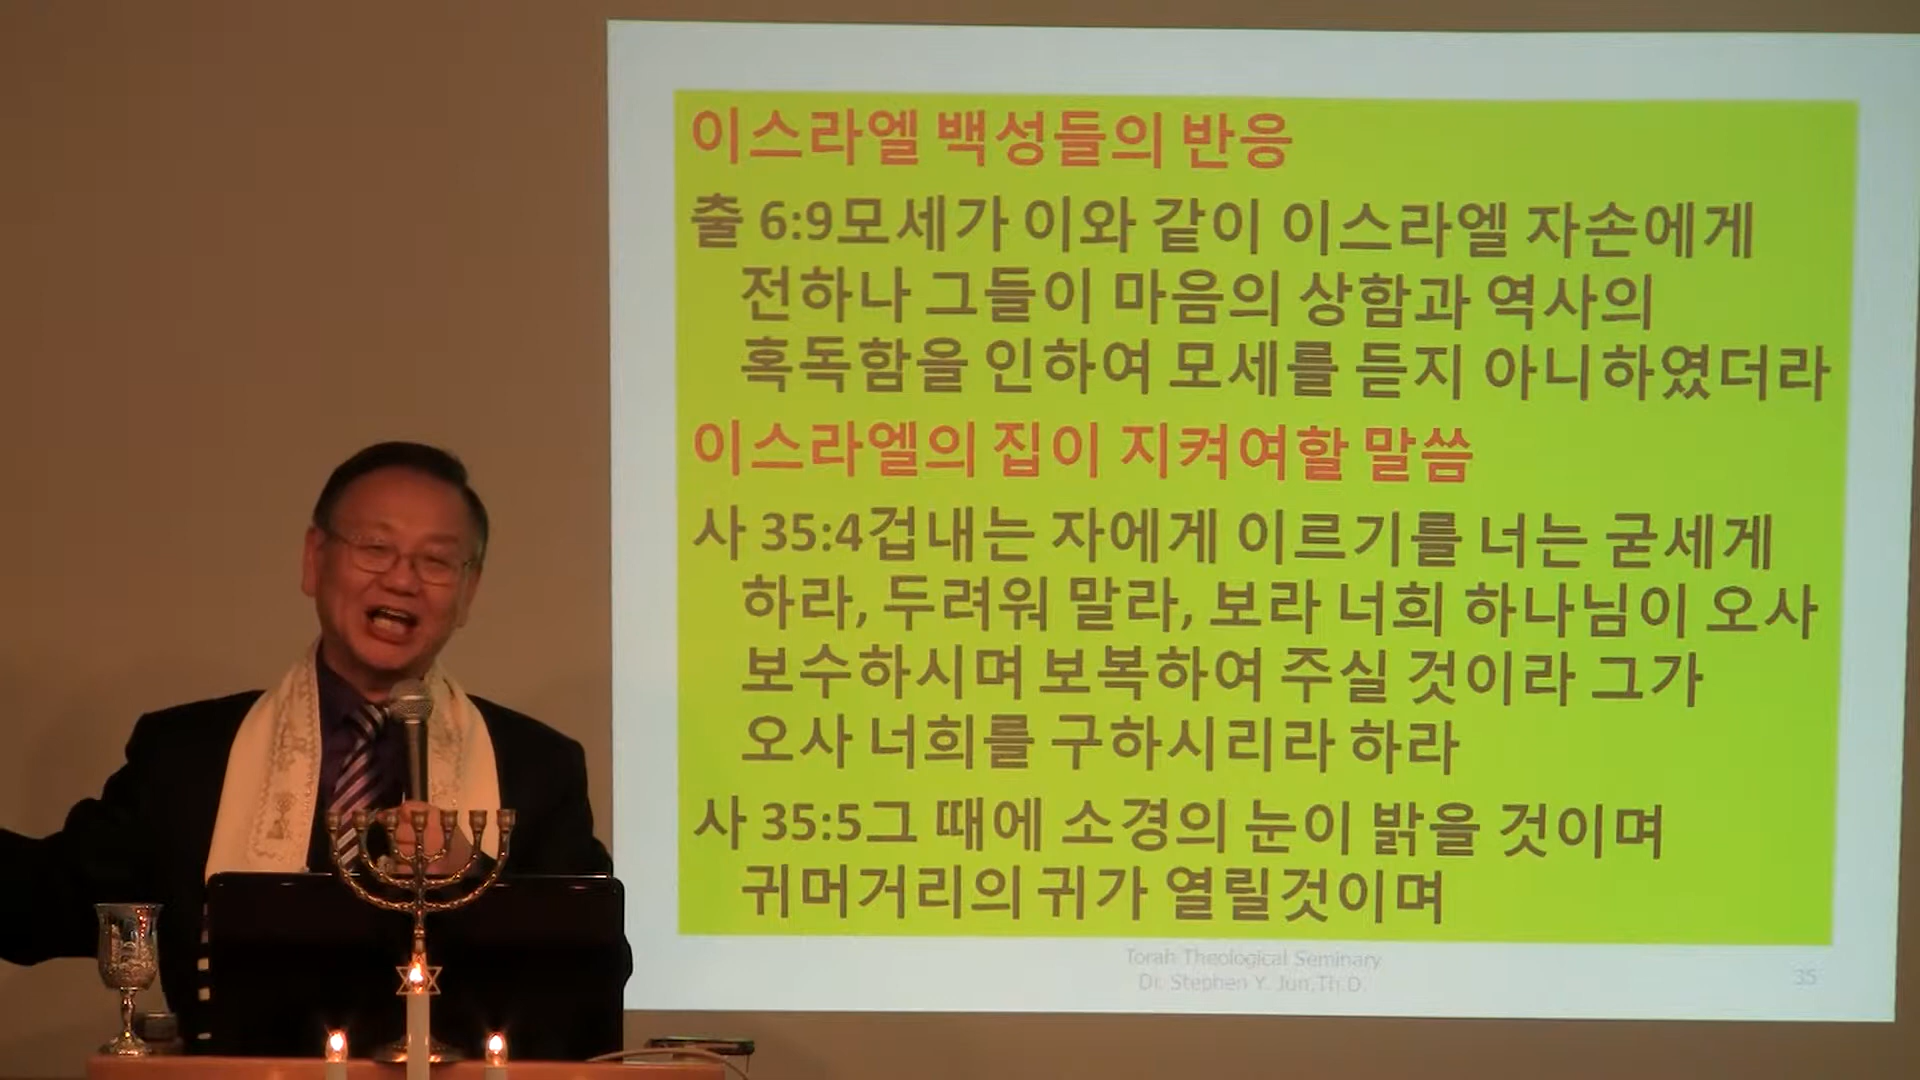 이스라엘 백성들의 반응
출 6:9모세가 이와 같이 이스라엘 자손에게
전하나 그들이 마음의 상함과 역사의
혹독함을 인하여 모세를 듣지 아니하였더라
이스라엘의 집이 지켜여할 말씀
사 35:4겁내는 자에게 이르기를 너는 굳세게
하라, 두려워 말라, 보라 너희 하나님이 오사
보수하시며 보복하여 주실 것이라 그가
오사 너희를 구하시리라 하라
사 35:5그 때에 소경의 눈이 밝을 것이며
귀머거리의 귀가 열릴것이며
Torah Theological Seminary
Dr. Stephen Y. Jun,Th.D.
35